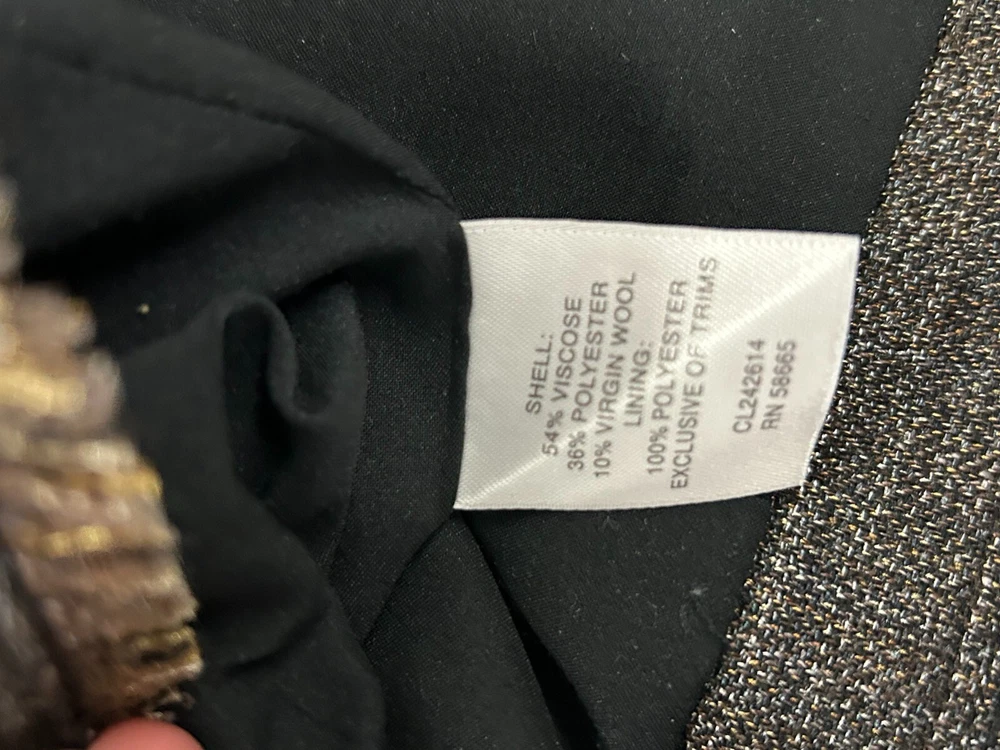 SHELL:
54% VISCOSE
36% POLYESTER
10% VIRGIN WOOL
LINING:
100% POLYESTER
EXCLUSIVE OF TRIMS
CL242614
RN 58665